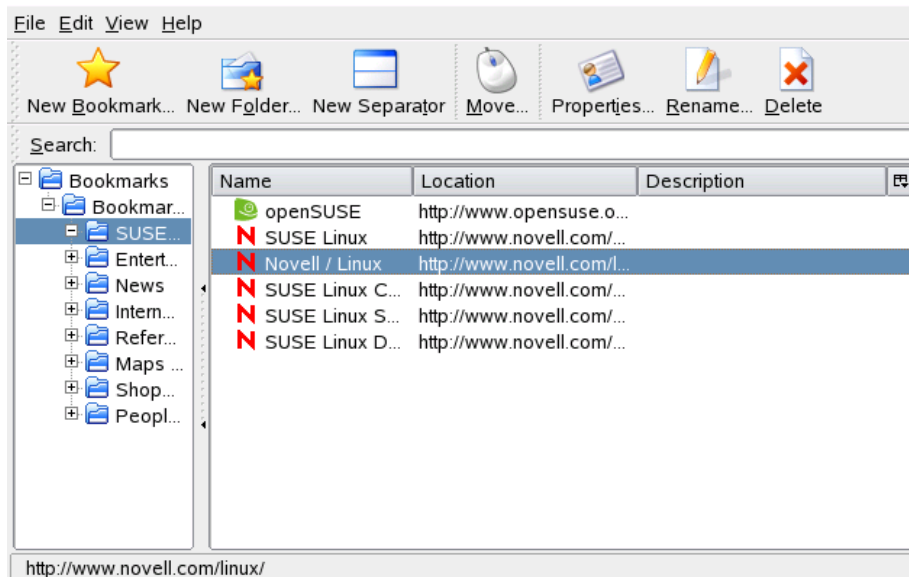 File Edit View Help
New Bookmark... New Folder... New Separator Move... Properties... Rename... Delete
Search:
Bookmarks
Bookmar...
SUSE...
Entert...
News
Intern...
Refer...
Maps ...
Shop...
Peopl...
Name Location Description
openSUSE http://www.opensuse.o...
SUSE Linux http://www.novell.com/...
Novell / Linux http://www.novell.com/l...
SUSE Linux C... http://www.novell.com/...
SUSE Linux S... http://www.novell.com/...
SUSE Linux D... http://www.novell.com/...
http://www.novell.com/linux/